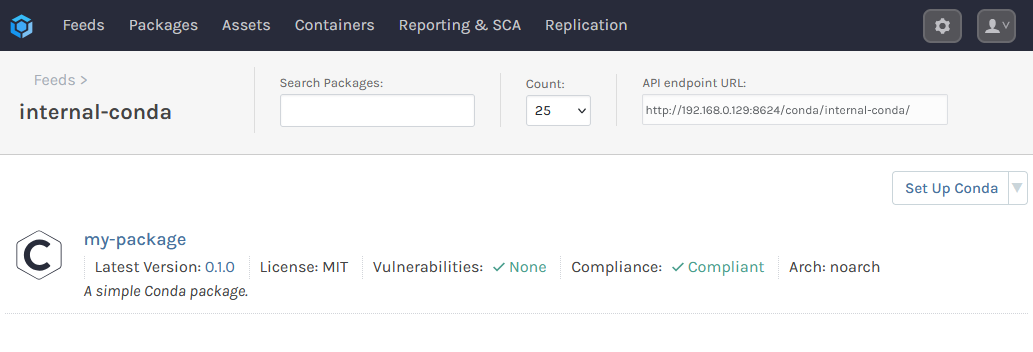 Feeds Packages Assets Containers Reporting & SCA Replication
Feeds >
internal-conda
Search Packages:
Count:
25
API endpoint URL:
http://192.168.0.129:8624/conda/internal-conda/
Set Up Conda
C
my-package
Latest Version: 0.1.0 License: MIT Vulnerabilities: ✓ None Compliance: ✓ Compliant Arch: noarch
A simple Conda package.